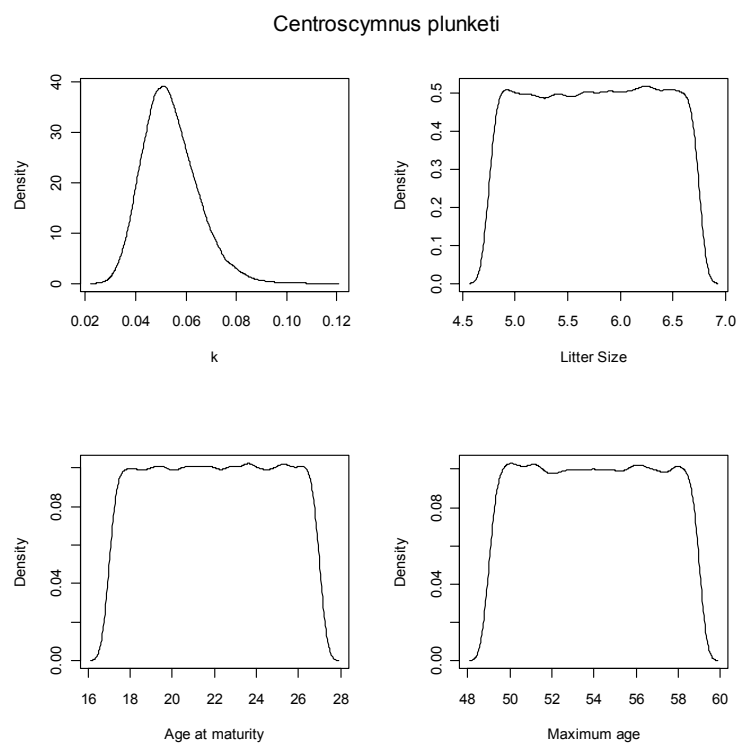 Centroscymnus plunketi
Density
0 10 20 30 40
0.02 0.04 0.06 0.08 0.10 0.12
k
Density
0.0 0.1 0.2 0.3 0.4 0.5
4.5 5.0 5.5 6.0 6.5 7.0
Litter Size
Density
0.00 0.04 0.08
16 18 20 22 24 26 28
Age at maturity
Density
0.00 0.04 0.08
48 50 52 54 56 58 60
Maximum age